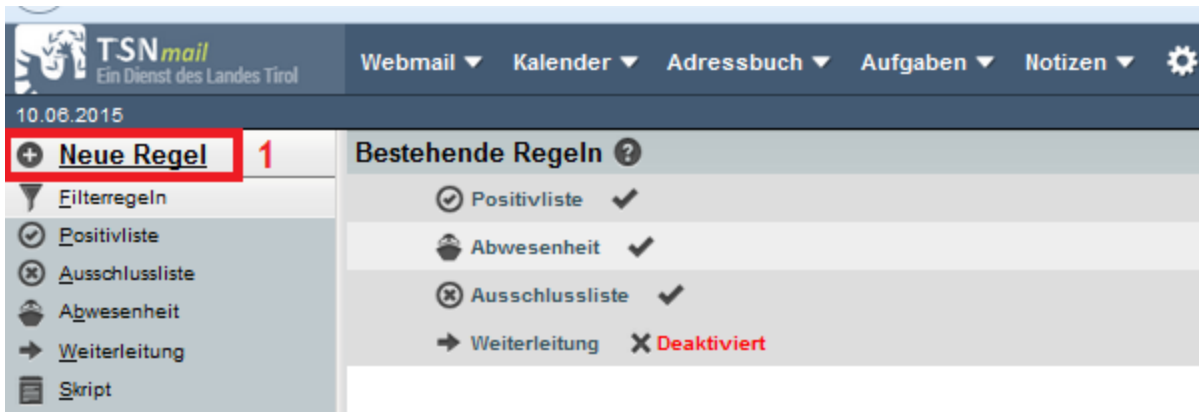 TSNmail
Ein Dienst des Landes Tirol
Webmail Kalender Adressbuch Aufgaben Notizen
10.06.2015
Neue Regel 1
Filterregeln
Positivliste
Ausschlussliste
Abwesenheit
Weiterleitung
Skript
Bestehende Regeln ?
Positivliste
Abwesenheit
Ausschlussliste
Weiterleitung Deaktiviert